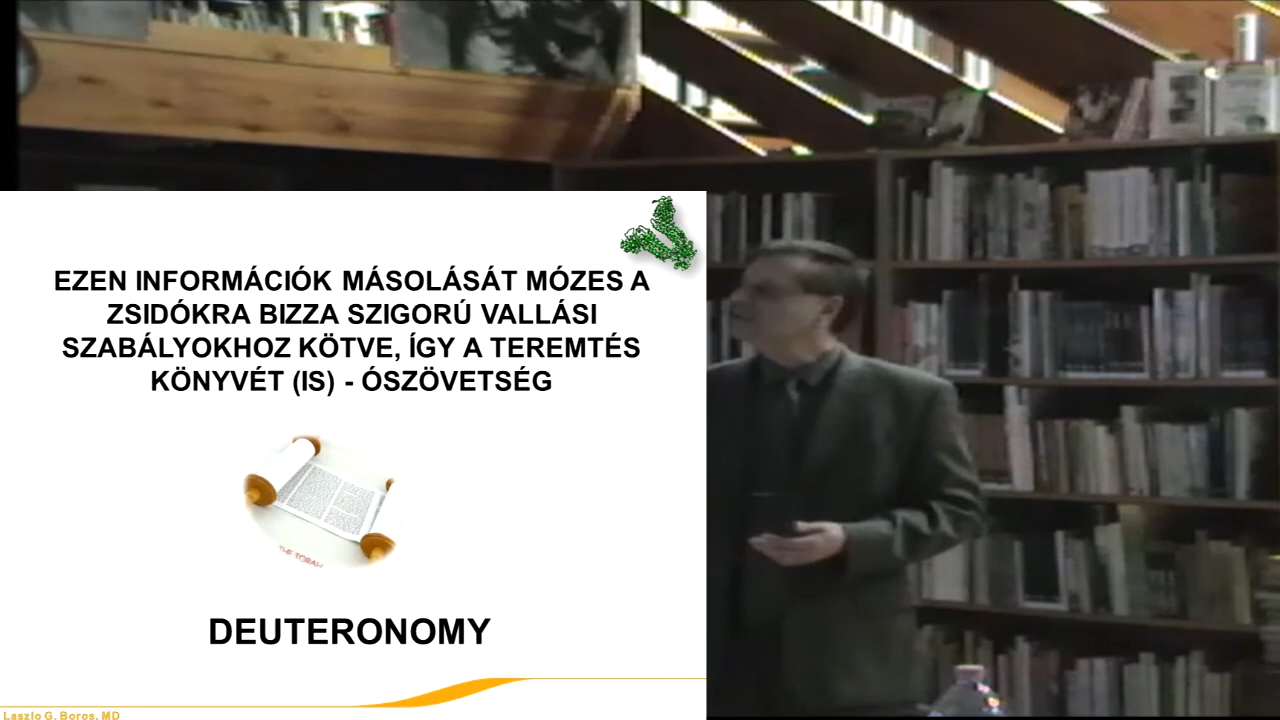 EZEN INFORMÁCIÓK MÁSOLÁSÁT MÓZES A
ZSIDÓKRA BIZZA SZIGORÚ VALLÁSI
SZABÁLYOKHOZ KÖTVE, ÍGY A TEREMTÉS
KÖNYVÉT (IS) - ÓSZÖVETSÉG
THE TORAH
DEUTERONOMY
Laszlo G. Boros, MD